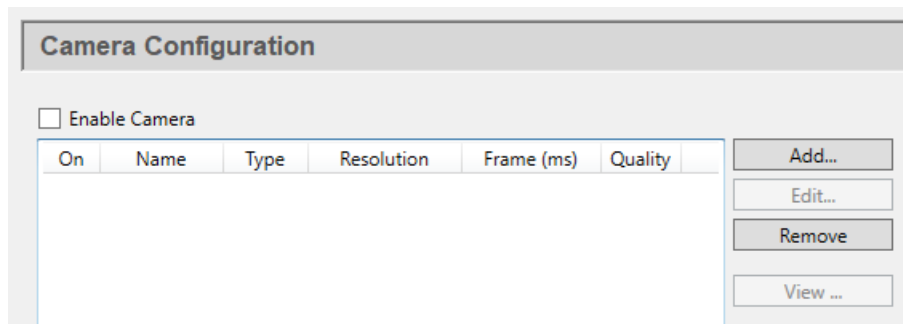 Camera Configuration
Enable Camera
On Name Type Resolution Frame (ms) Quality
Add...
Edit...
Remove
View ...